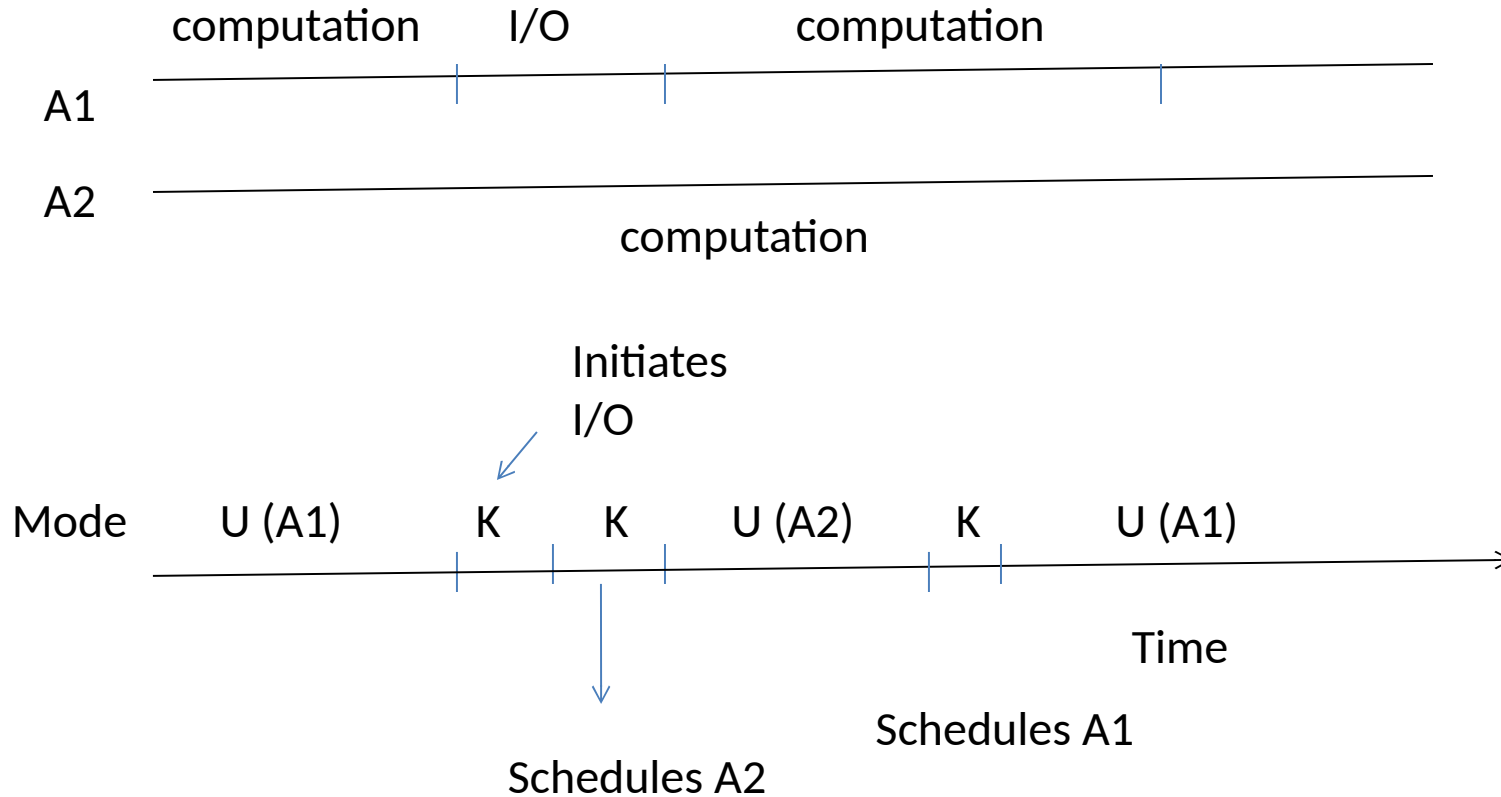 computation I/O computation
A1
A2
computation
Initiates
I/O
Mode U (A1) K K U (A2) K U (A1)
Time
Schedules A1
Schedules A2